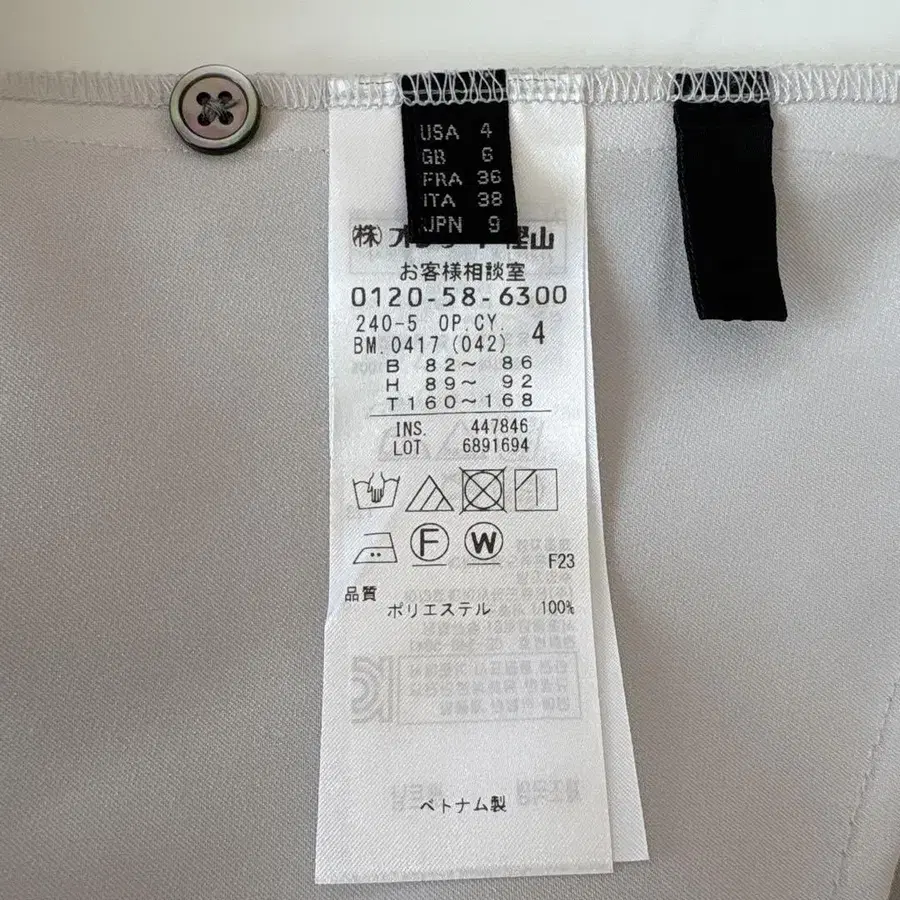 USA 4
GB 6
FRA 36
ITA 38
JPN 9
お客様相談室
0120-58-6300
240-5 OP.CY. 4
BM.0417(042)
B 82～ 86
H 89～ 92
T160～168
INS. 447846
LOT 6891694
F W
F23
品質
ポリエステル 100%
ベトナム製